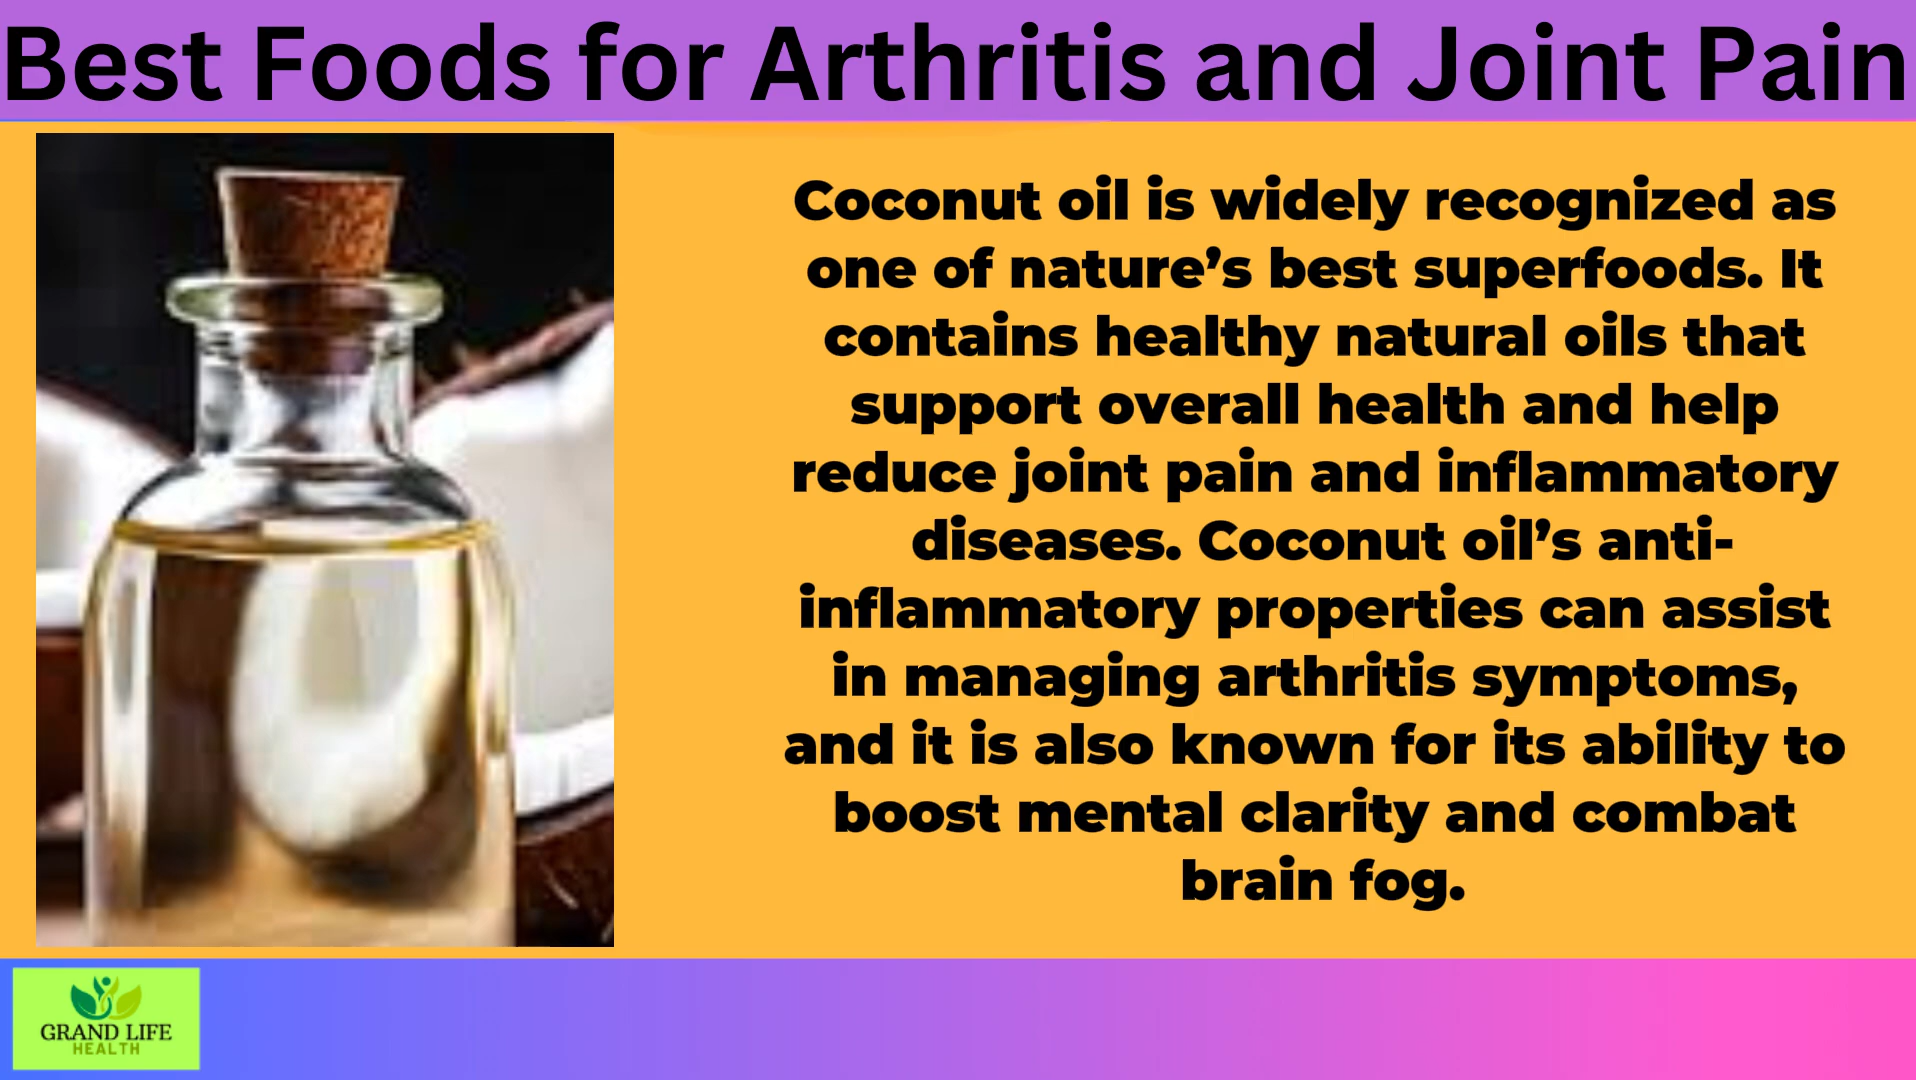 Best Foods for Arthritis and Joint Pain
Coconut oil is widely recognized as
one of nature’s best superfoods. It
contains healthy natural oils that
support overall health and help
reduce joint pain and inflammatory
diseases. Coconut oil’s anti-
inflammatory properties can assist
in managing arthritis symptoms,
and it is also known for its ability to
boost mental clarity and combat
brain fog.
GRAND LIFE
HEALTH